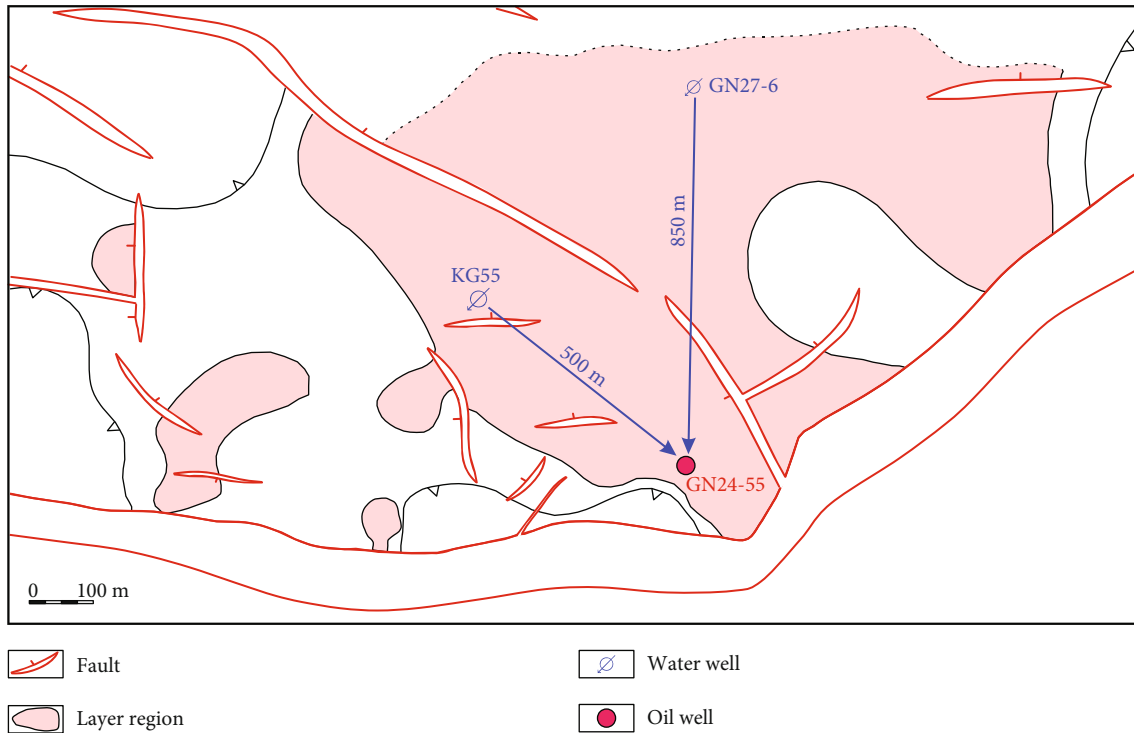 GN27-6
850 m
KG55
500 m
GN24-55
0 100 m
Fault
Water well
Layer region
Oil well